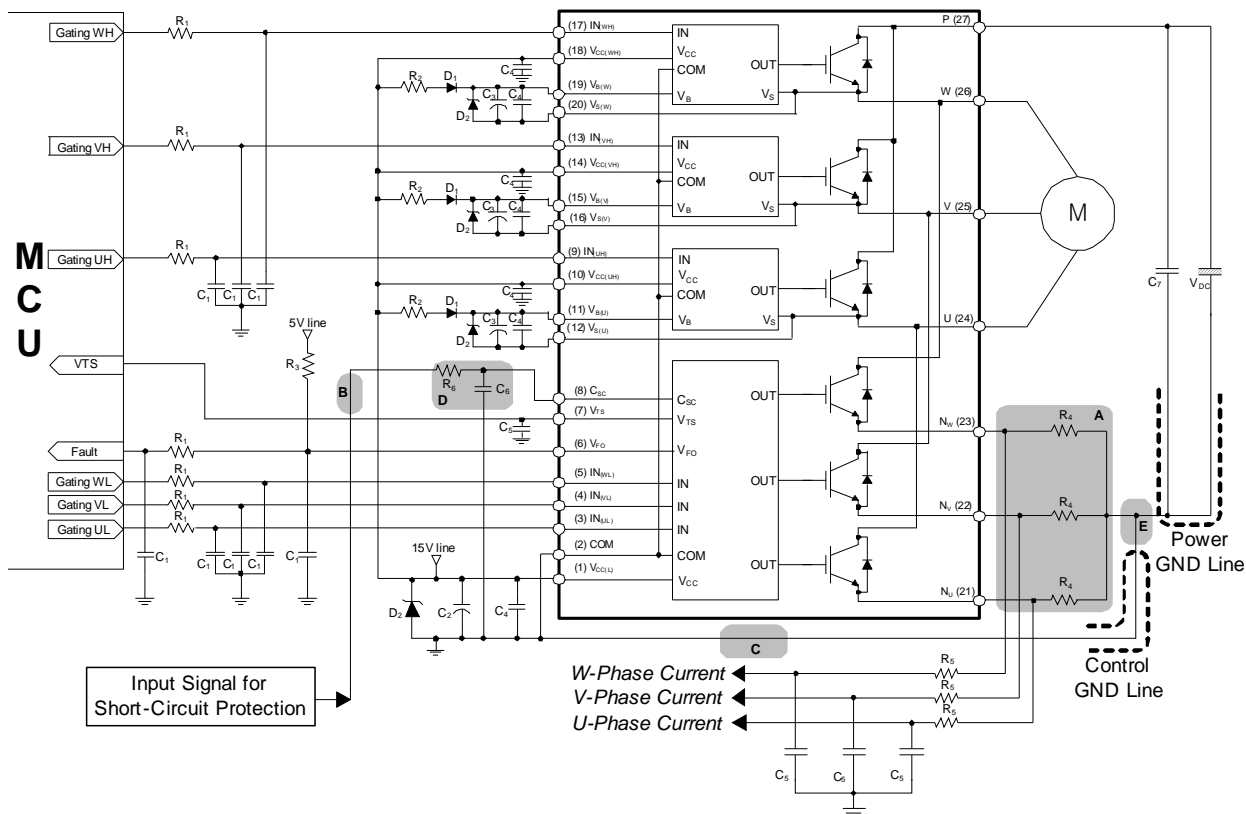 MCU
Gating WH
R1
Gating VH
R1
Gating UH
R1
C1 C1 C1
5V line
R3
VTS
Fault
R1
Gating WL
R1
Gating VL
R1
Gating UL
R1
C1
C1 C1 C1
C1
R2 D1
D2 C3 C4
C4
R2 D1
D2 C3 C4
C4
R2 D1
D2 C3 C4
C4
B
R6
D
C6
C5
15V line
D2 C2 C4
Input Signal for
Short-Circuit Protection
(17) IN(WH)
(18) VCC(WH)
(19) VB(W)
(20) VS(W)
(13) IN(VH)
(14) VCC(VH)
(15) VB(V)
(16) VS(V)
(9) IN(UH)
(10) VCC(UH)
(11) VB(U)
(12) VS(U)
(8) CSC
(7) VTS
(6) VFO
(5) IN(WL)
(4) IN(VL)
(3) IN(UL)
(2) COM
(1) VCC(L)
IN
VCC
COM
VB
OUT
VS
IN
VCC
COM
VB
OUT
VS
IN
VCC
COM
VB
OUT
VS
CSC
VTS
VFO
IN
IN
IN
COM
VCC
OUT
OUT
OUT
P (27)
W (26)
V (25)
U (24)
NW (23)
NV (22)
NU (21)
M
C7
VDC
R4
A
R4
R4
E
Power
GND Line
Control
GND Line
C
W-Phase Current
R5
V-Phase Current
R5
U-Phase Current
R5
C5 C5 C5